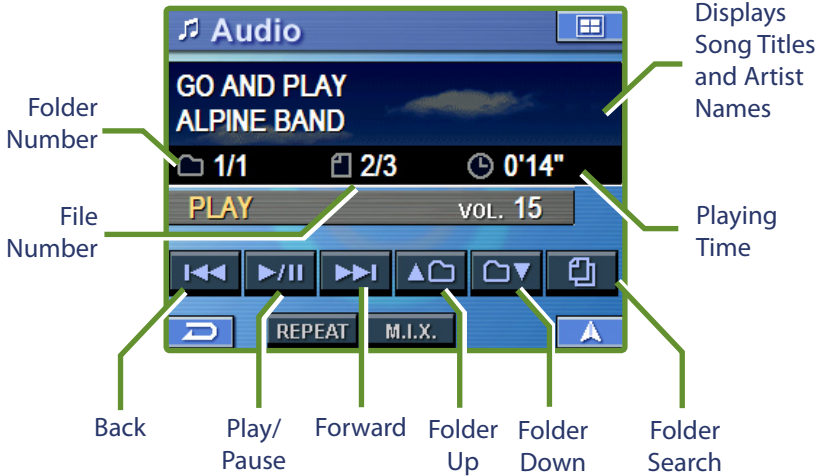 Audio
GO AND PLAY
ALPINE BAND
1/1 2/3 0'14"
PLAY VOL. 15
REPEAT M.I.X.
Displays
Song Titles
and Artist
Names
Folder
Number
File
Number
Playing
Time
Back
Play/
Pause
Forward
Folder
Up
Folder
Down
Folder
Search